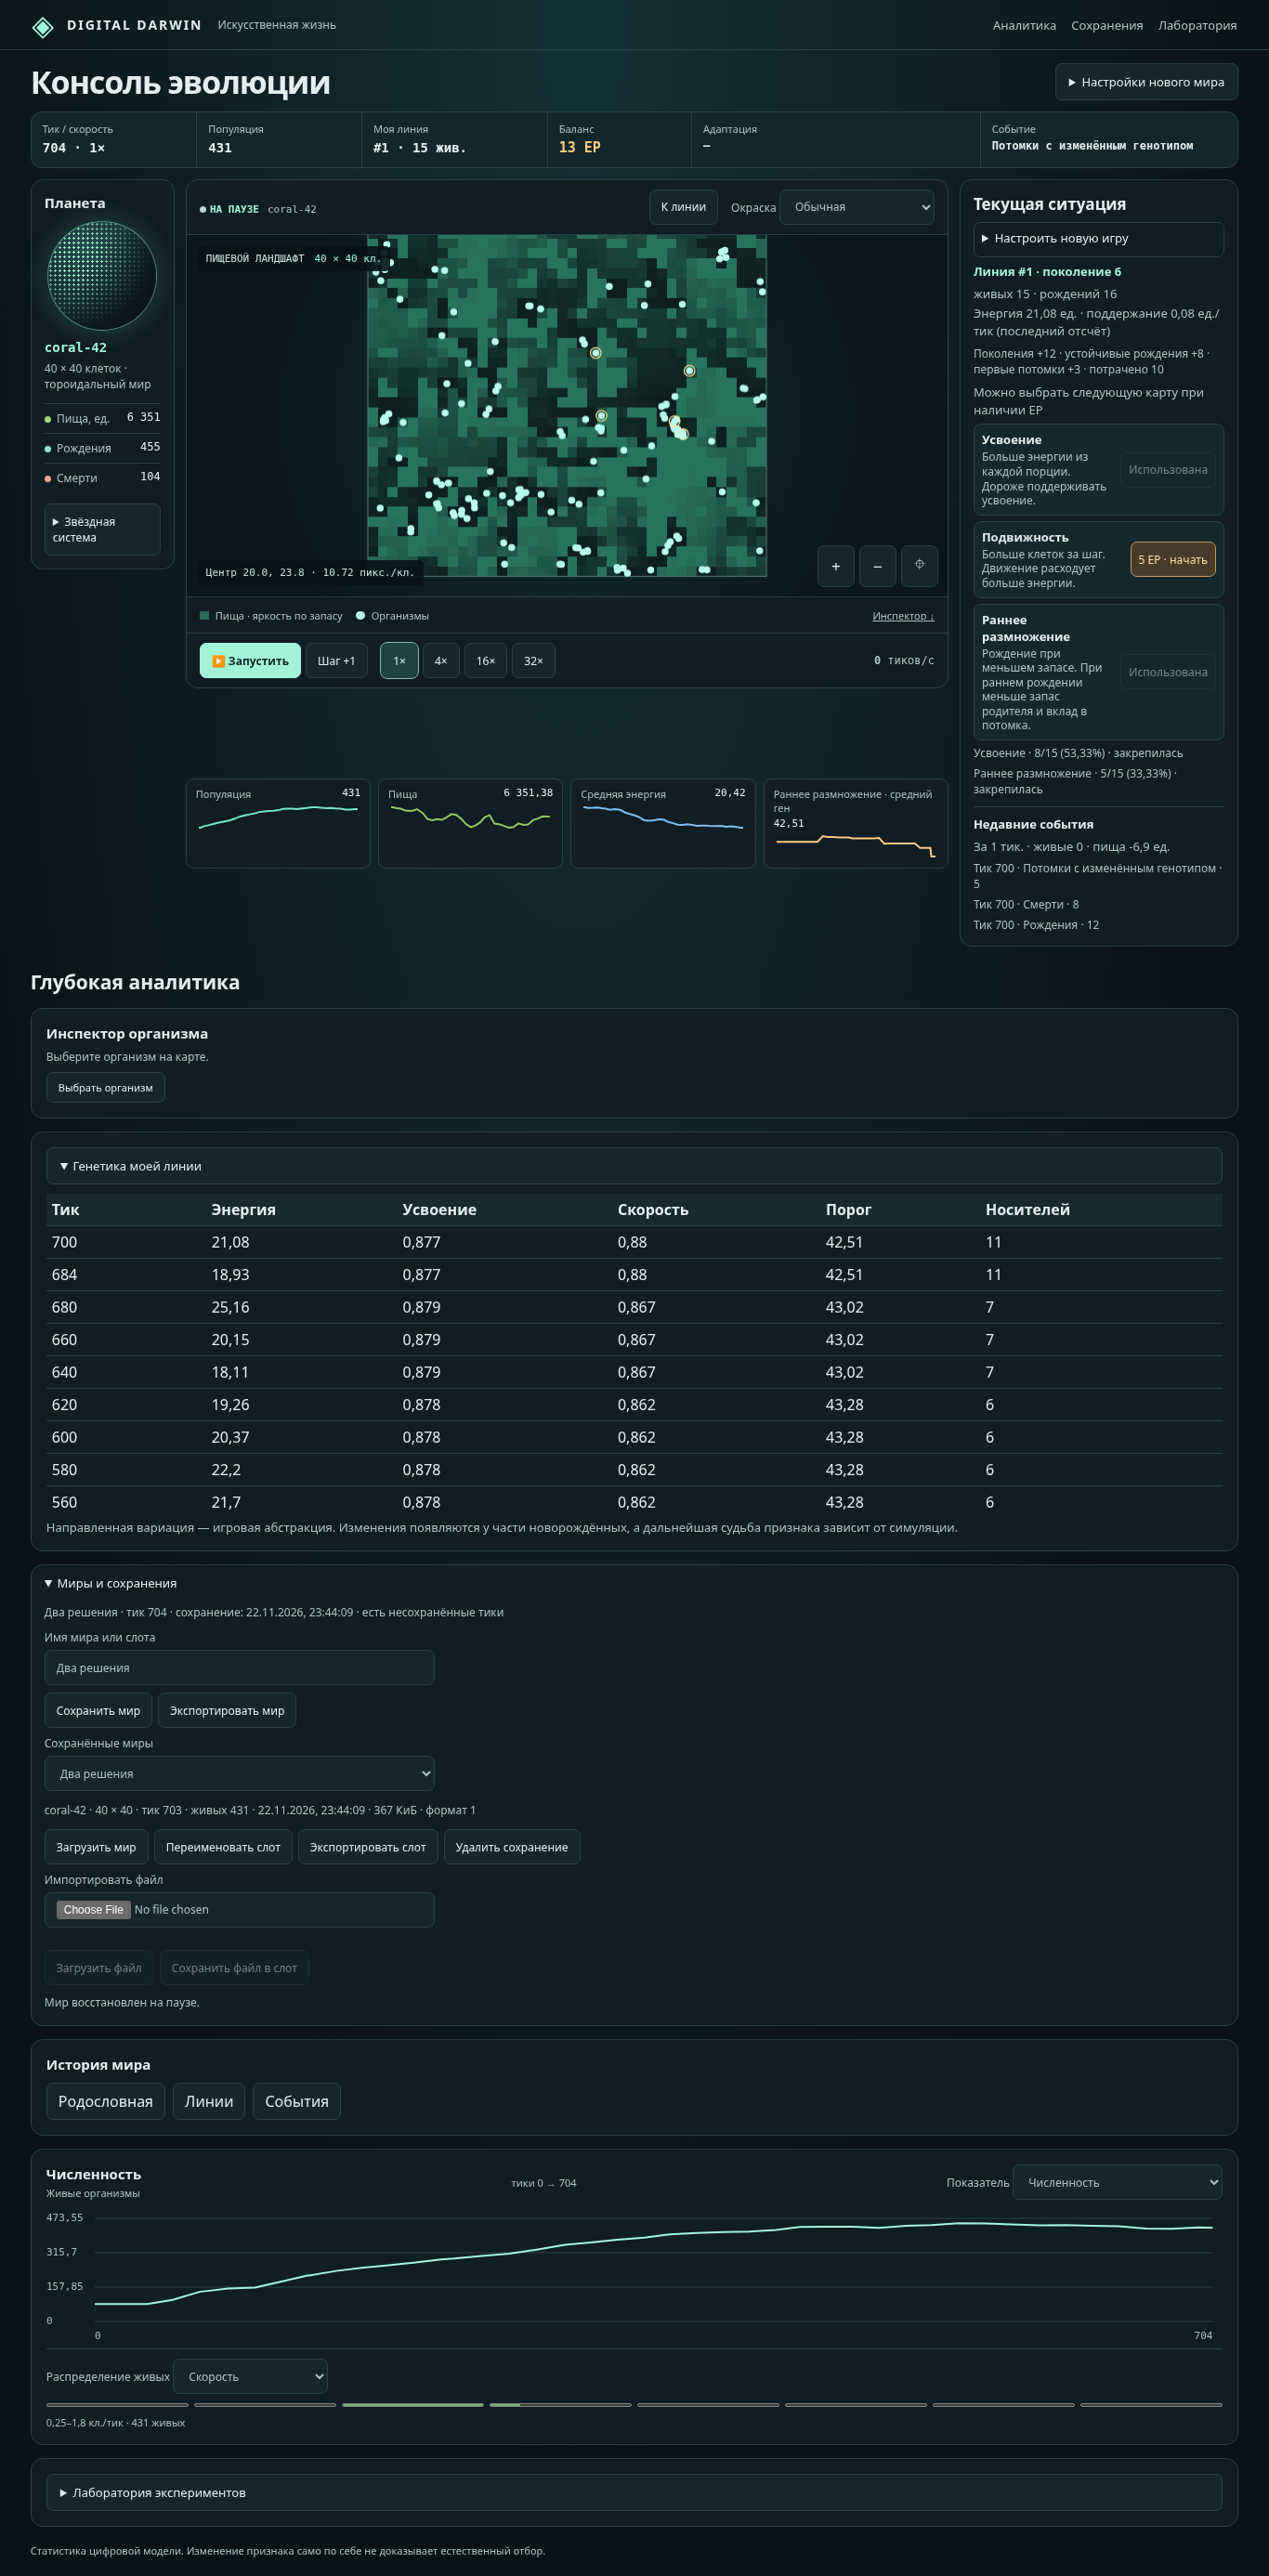 DIGITAL DARWIN Искусственная жизнь
Аналитика Сохранения Лаборатория
Консоль эволюции
▶ Настройки нового мира
Тик / скорость
704 · 1×
Популяция
431
Моя линия
#1 · 15 жив.
Баланс
13 EP
Адаптация
—
Событие
Потомки с изменённым генотипом
Планета
coral-42
40 × 40 клеток ·
тороидальный мир
Пища, ед. 6 351
Рождения 455
Смерти 104
▶ Звёздная
система
НА ПАУЗЕ coral-42
К линии
Окраска Обычная
ПИЩЕВОЙ ЛАНДШАФТ 40 × 40 кл.
Центр 20.0, 23.8 · 10.72 пикс./кл.
+
−
Пища · яркость по запасу
Организмы
Инспектор ↓
▶ Запустить
Шаг +1
1×
4×
16×
32×
0 тиков/с
Популяция 431
Пища 6 351,38
Средняя энергия 20,42
Раннее размножение · средний
ген
42,51
Текущая ситуация
▶ Настроить новую игру
Линия #1 · поколение 6
живых 15 · рождений 16
Энергия 21,08 ед. · поддержание 0,08 ед./
тик (последний отсчёт)
Поколения +12 · устойчивые рождения +8 ·
первые потомки +3 · потрачено 10
Можно выбрать следующую карту при
наличии EP
Усвоение
Больше энергии из
каждой порции.
Дороже поддерживать
усвоение.
Использована
Подвижность
Больше клеток за шаг.
Движение расходует
больше энергии.
5 EP · начать
Раннее
размножение
Рождение при
меньшем запасе. При
раннем рождении
меньше запас
родителя и вклад в
потомка.
Использована
Усвоение · 8/15 (53,33%) · закрепилась
Раннее размножение · 5/15 (33,33%) ·
закрепилась
Недавние события
За 1 тик. · живые 0 · пища -6,9 ед.
Тик 700 · Потомки с изменённым генотипом ·
5
Тик 700 · Смерти · 8
Тик 700 · Рождения · 12
Глубокая аналитика
Инспектор организма
Выберите организм на карте.
Выбрать организм
▼ Генетика моей линии
Тик Энергия Усвоение Скорость Порог Носителей
700 21,08 0,877 0,88 42,51 11
684 18,93 0,877 0,88 42,51 11
680 25,16 0,879 0,867 43,02 7
660 20,15 0,879 0,867 43,02 7
640 18,11 0,879 0,867 43,02 7
620 19,26 0,878 0,862 43,28 6
600 20,37 0,878 0,862 43,28 6
580 22,2 0,878 0,862 43,28 6
560 21,7 0,878 0,862 43,28 6
Направленная вариация — игровая абстракция. Изменения появляются у части новорождённых, а дальнейшая судьба признака зависит от симуляции.
▼ Миры и сохранения
Два решения · тик 704 · сохранение: 22.11.2026, 23:44:09 · есть несохранённые тики
Имя мира или слота
Два решения
Сохранить мир
Экспортировать мир
Сохранённые миры
Два решения
coral-42 · 40 × 40 · тик 703 · живых 431 · 22.11.2026, 23:44:09 · 367 КиБ · формат 1
Загрузить мир
Переименовать слот
Экспортировать слот
Удалить сохранение
Импортировать файл
Choose File No file chosen
Загрузить файл
Сохранить файл в слот
Мир восстановлен на паузе.
История мира
Родословная
Линии
События
Численность
Живые организмы
тики 0 → 704
Показатель Численность
473,55
315,7
157,85
0
0 704
Распределение живых Скорость
0,25–1,8 кл./тик · 431 живых
▶ Лаборатория экспериментов
Статистика цифровой модели. Изменение признака само по себе не доказывает естественный отбор.